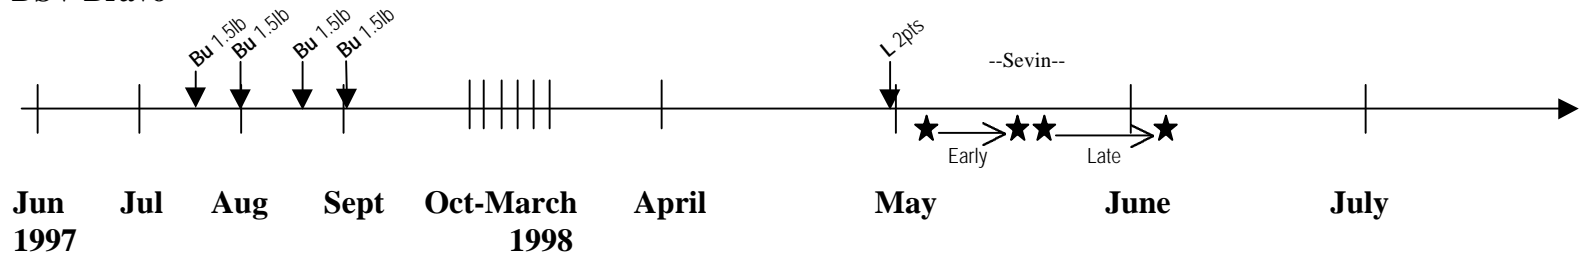 Bu 1.5lb
Bu 1.5lb
Bu 1.5lb
Bu 1.5lb
L 2pts
--Sevin--
Early
Late
Jun Jul Aug Sept Oct-March April May June July
1997 1998